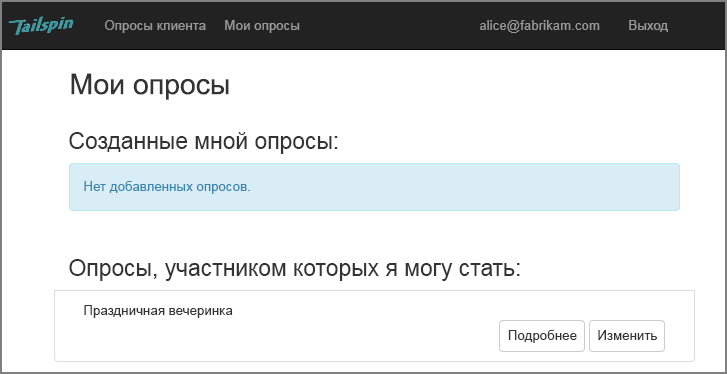 Tailspin Опросы клиента Мои опросы alice@fabrikam.com Выход
Мои опросы
Созданные мной опросы:
Нет добавленных опросов.
Опросы, участником которых я могу стать:
Праздничная вечеринка
Подробнее Изменить